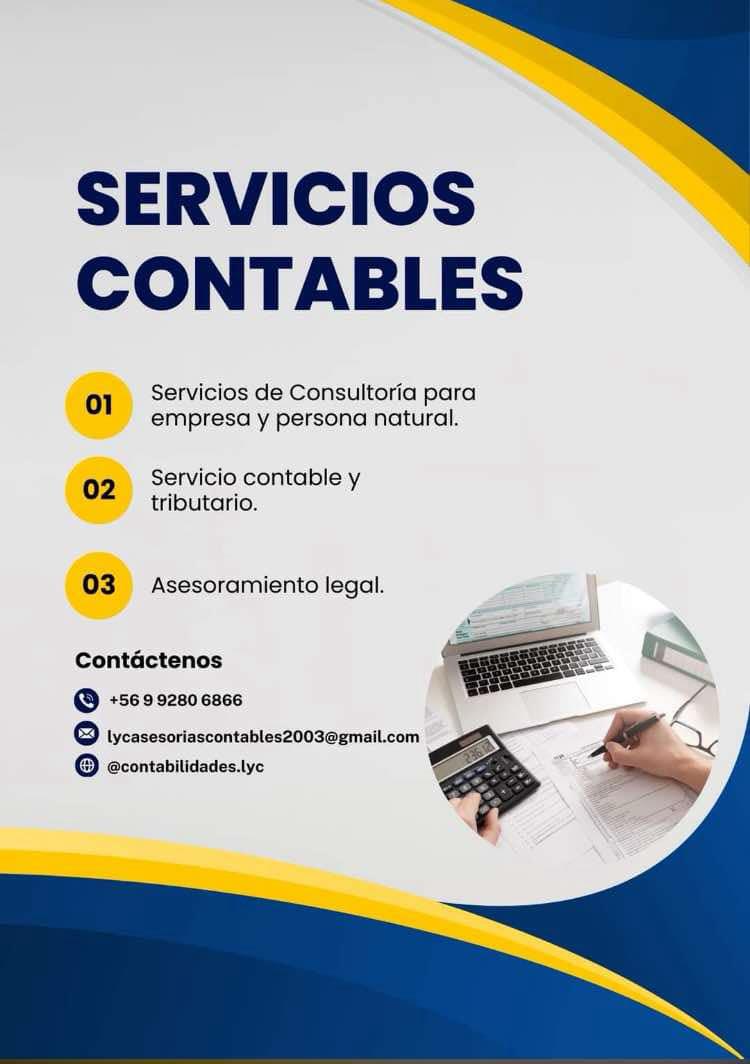 SERVICIOS
CONTABLES
01
Servicios de Consultoría para
empresa y persona natural.
02
Servicio contable y
tributario.
03
Asesoramiento legal.
Contáctenos
+56 9 9280 6866
lycasesoriascontables2003@gmail.com
@contabilidades.lyc